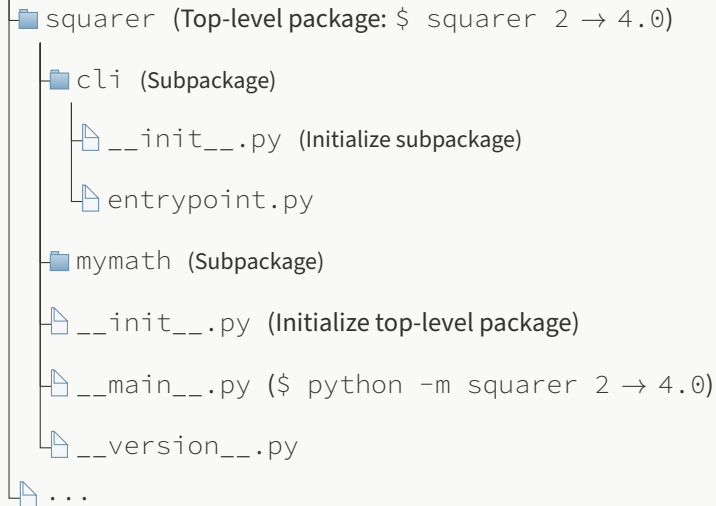 squarer (Top-level package: $ squarer 2 → 4.0)
cli (Subpackage)
__init__.py (Initialize subpackage)
entrypoint.py
mymath (Subpackage)
__init__.py (Initialize top-level package)
__main__.py ($ python -m squarer 2 → 4.0)
__version__.py
...